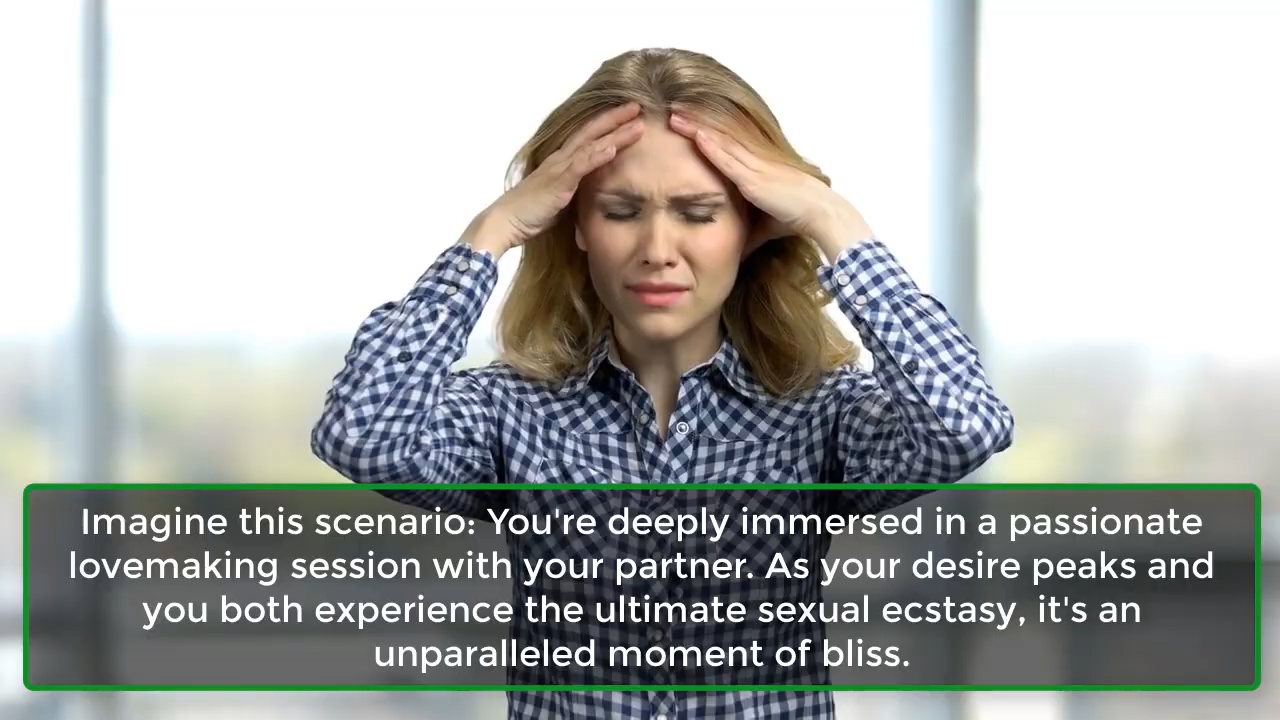 Imagine this scenario: You're deeply immersed in a passionate
lovemaking session with your partner. As your desire peaks and
you both experience the ultimate sexual ecstasy, it's an
unparalleled moment of bliss.